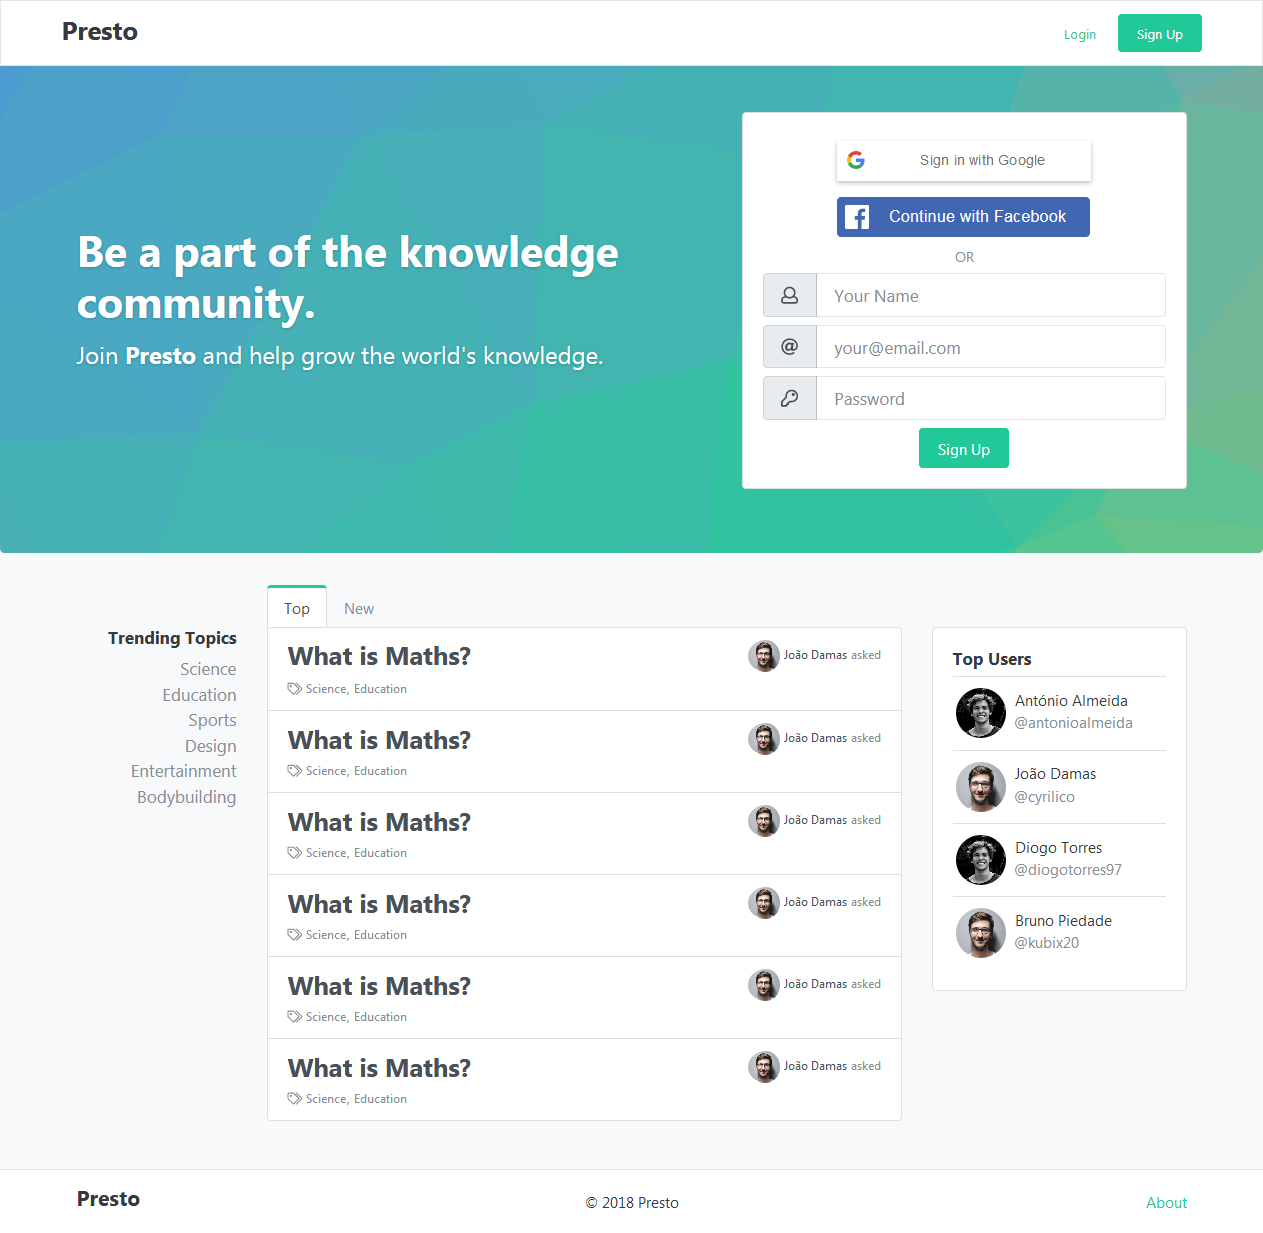 Presto
Login
Sign Up
Be a part of the knowledge
community.
Join Presto and help grow the world's knowledge.
Sign in with Google
Continue with Facebook
OR
Your Name
your@email.com
Password
Sign Up
Trending Topics
Science
Education
Sports
Design
Entertainment
Bodybuilding
Top
New
What is Maths?
João Damas asked
Science, Education
What is Maths?
João Damas asked
Science, Education
What is Maths?
João Damas asked
Science, Education
What is Maths?
João Damas asked
Science, Education
What is Maths?
João Damas asked
Science, Education
What is Maths?
João Damas asked
Science, Education
Top Users
António Almeida
@antonioalmeida
João Damas
@cyrilico
Diogo Torres
@diogotorres97
Bruno Piedade
@kubix20
Presto
© 2018 Presto
About